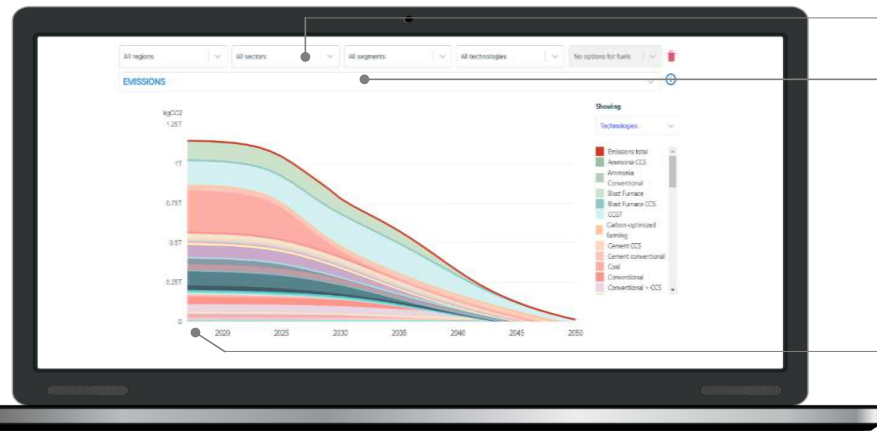 All regions
All sectors
All segments
All technologies
No options for fuels
EMISSIONS
Showing
Technologies
kgCO2
1.25T
1T
0.75T
0.5T
0.25T
0
2020
2025
2030
2035
2040
2045
2050
Emissions total
Ammonia CCS
Ammonia
Conventional
Blast Furnace
Blast Furnace CCS
CCGT
Carbon-optimized
farming
Cement CCS
Cement conventional
Coal
Conventional
Conventional + CCS